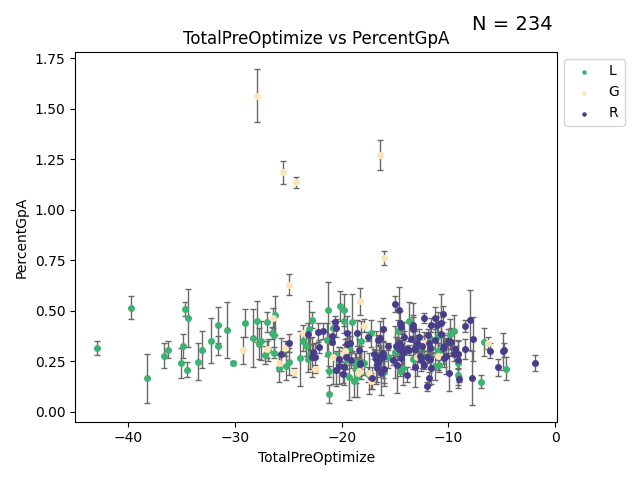 N = 234
TotalPreOptimize vs PercentGpA
1.75
1.50
1.25
1.00
0.75
0.50
0.25
0.00
PercentGpA
−40
−30
−20
−10
0
TotalPreOptimize
L
G
R